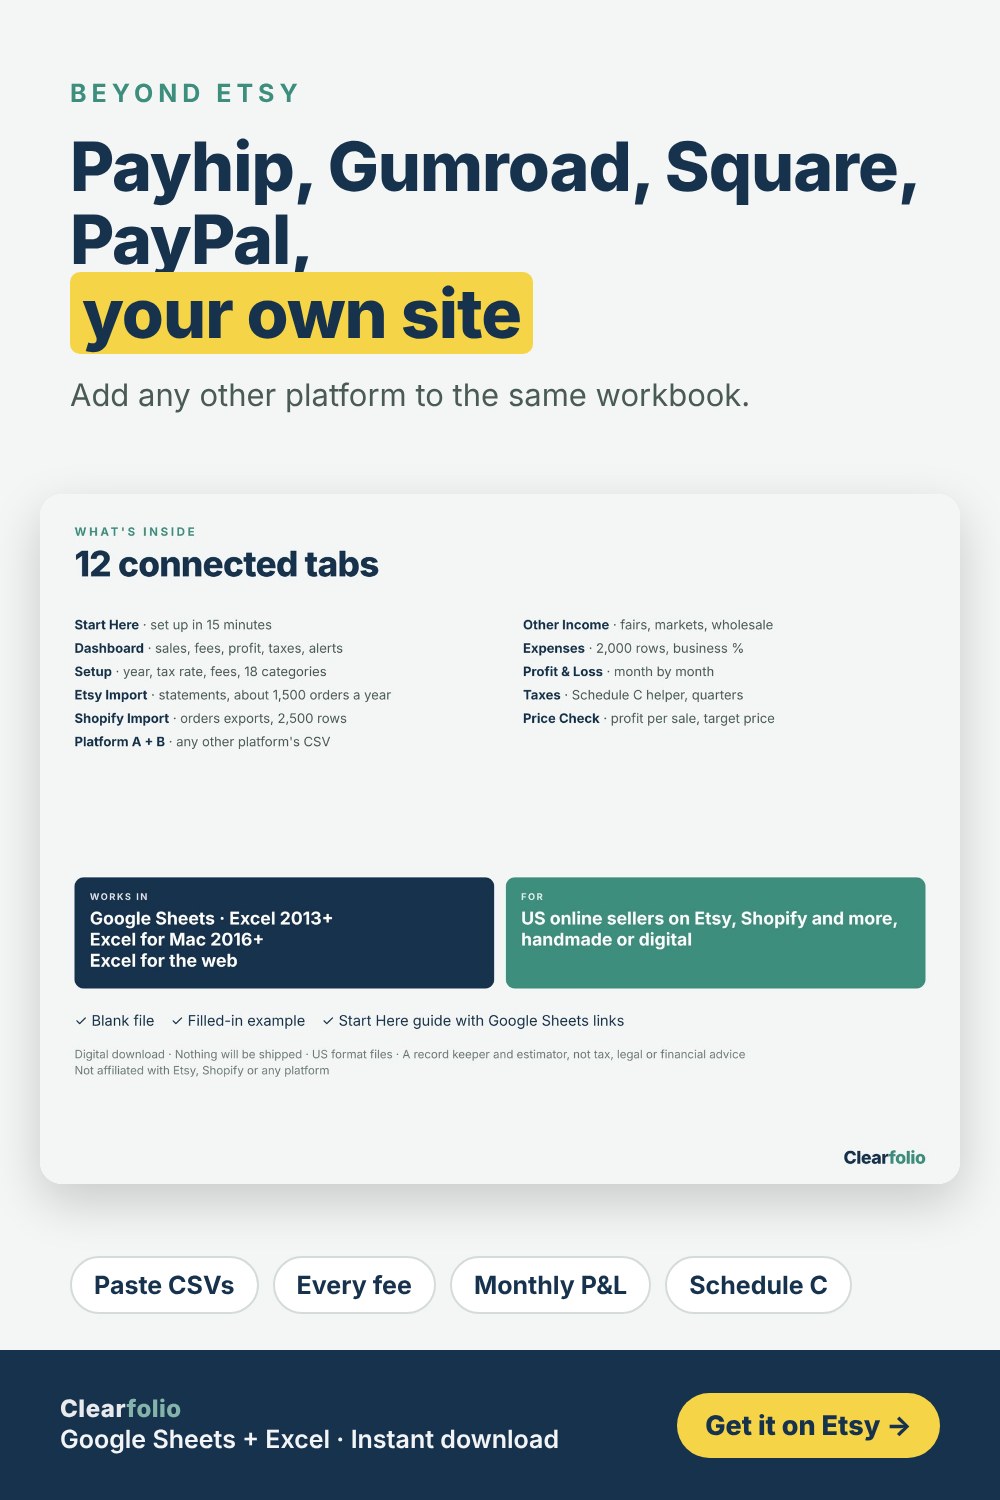 BEYOND ETSY
Payhip, Gumroad, Square,
PayPal,
your own site
Add any other platform to the same workbook.
WHAT'S INSIDE
12 connected tabs
Start Here · set up in 15 minutes
Dashboard · sales, fees, profit, taxes, alerts
Setup · year, tax rate, fees, 18 categories
Etsy Import · statements, about 1,500 orders a year
Shopify Import · orders exports, 2,500 rows
Platform A + B · any other platform's CSV
Other Income · fairs, markets, wholesale
Expenses · 2,000 rows, business %
Profit & Loss · month by month
Taxes · Schedule C helper, quarters
Price Check · profit per sale, target price
WORKS IN
Google Sheets · Excel 2013+
Excel for Mac 2016+
Excel for the web
FOR
US online sellers on Etsy, Shopify and more,
handmade or digital
✓ Blank file ✓ Filled-in example ✓ Start Here guide with Google Sheets links
Digital download · Nothing will be shipped · US format files · A record keeper and estimator, not tax, legal or financial advice
Not affiliated with Etsy, Shopify or any platform
Clearfolio
Paste CSVs
Every fee
Monthly P&L
Schedule C
Clearfolio
Google Sheets + Excel · Instant download
Get it on Etsy →